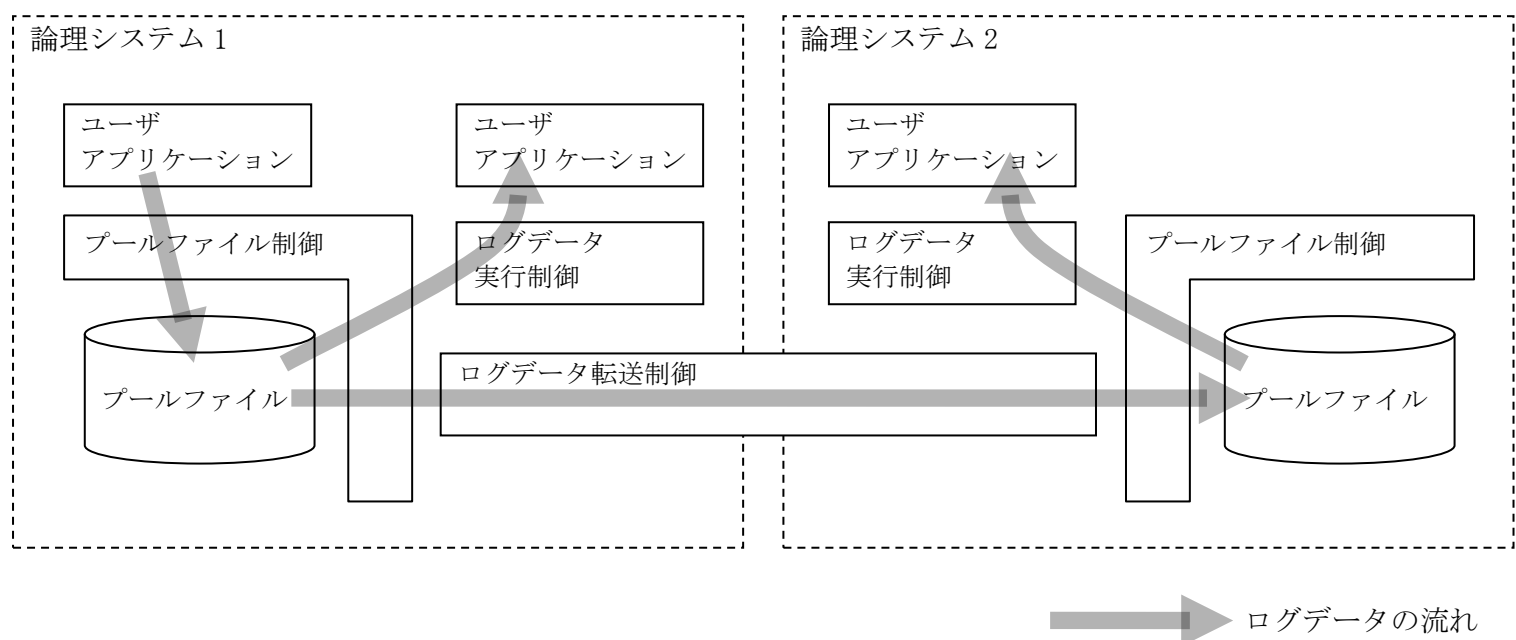 論理システム1
ユーザ
アプリケーション
ユーザ
アプリケーション
プールファイル制御
ログデータ
実行制御
プールファイル
ログデータ転送制御
論理システム2
ユーザ
アプリケーション
ログデータ
実行制御
プールファイル制御
プールファイル
ログデータの流れ